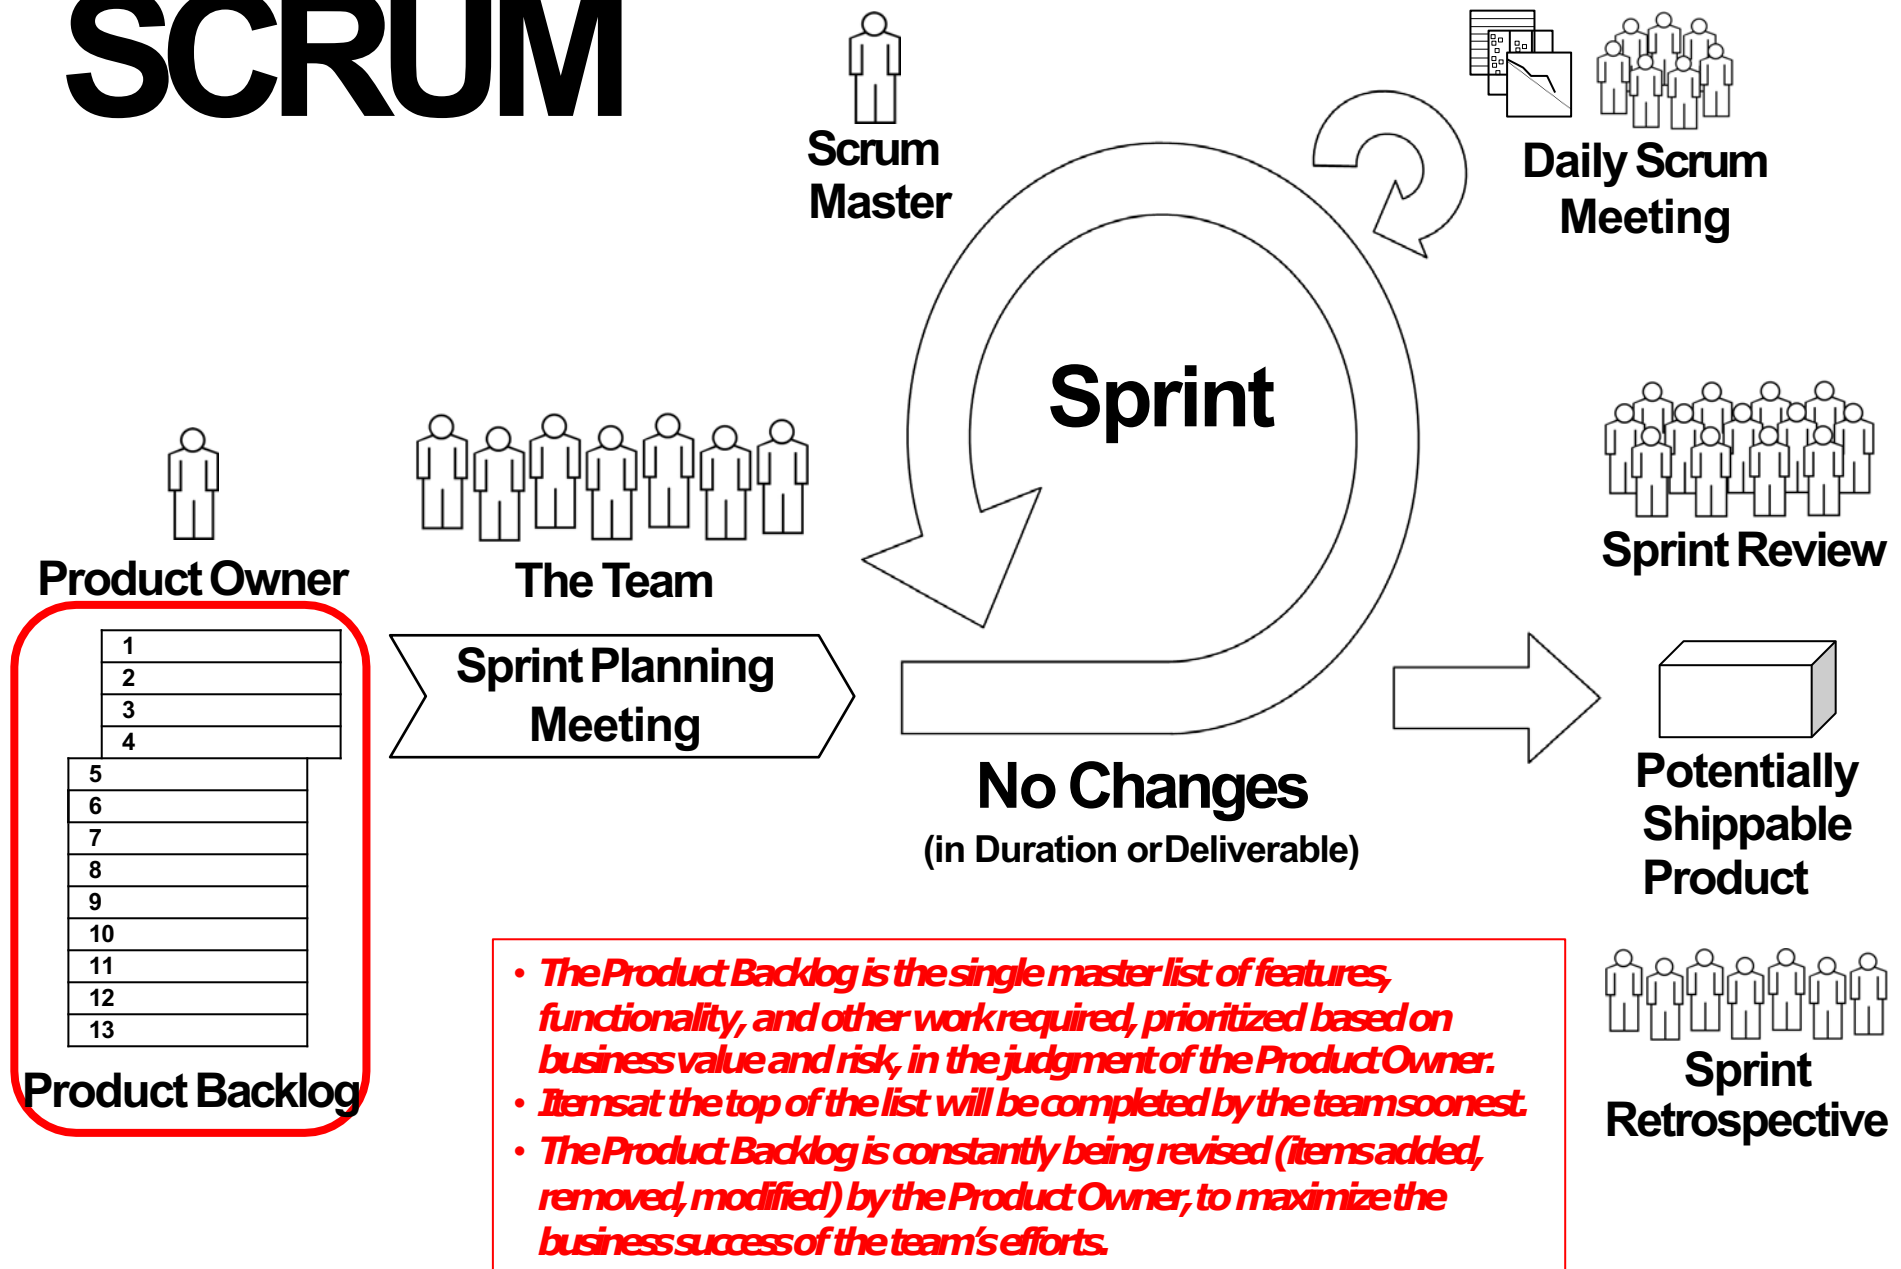 SCRUM
Scrum
Master
Daily Scrum
Meeting
Sprint
Product Owner
The Team
Sprint Review
1
2
3
4
5
6
7
8
9
10
11
12
13
Product Backlog
Sprint Planning
Meeting
No Changes
(in Duration or Deliverable)
Potentially
Shippable
Product
• The Product Backlog is the single master list of features,
functionality, and other work required, prioritized based on
business value and risk, in the judgment of the Product Owner.
• Items at the top of the list will be completed by the team soonest.
• The Product Backlog is constantly being revised (items added,
removed, modified) by the Product Owner, to maximize the
business success of the team's efforts.
Sprint
Retrospective